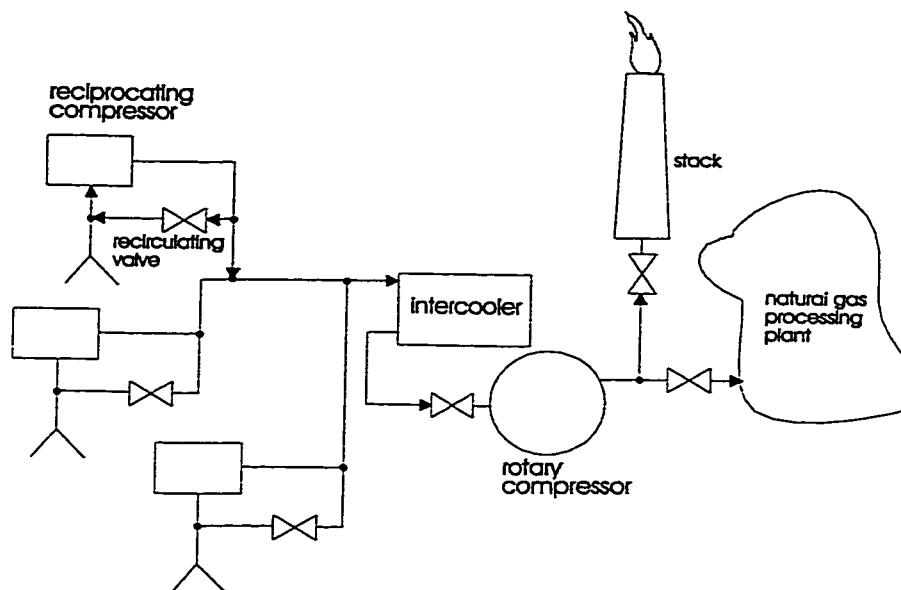 reciprocating
compressor
stack
recirculating
valve
intercooler
natural gas
processing
plant
rotary
compressor